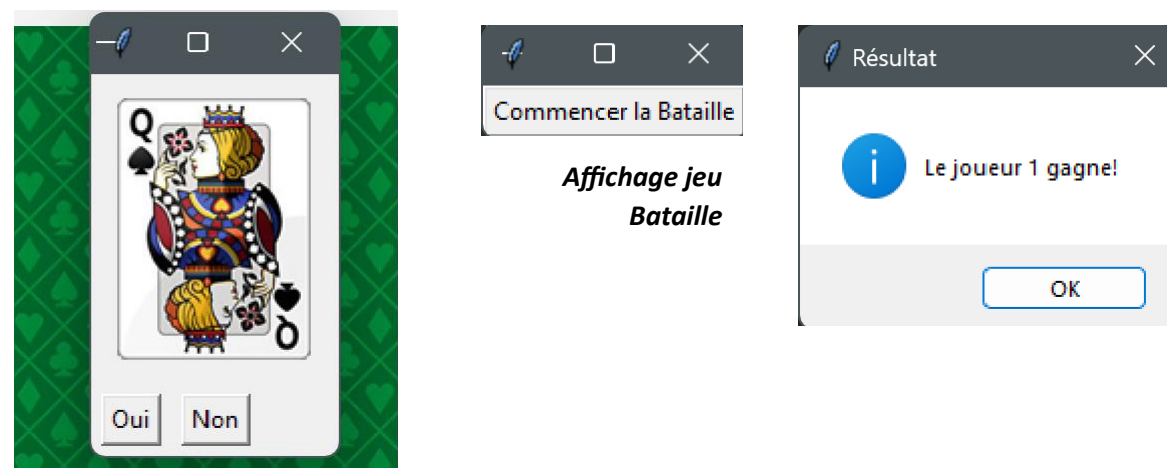 Q
Q
Oui Non
Commencer la Bataille
Affichage jeu
Bataille
Résultat
Le joueur 1 gagne!
OK